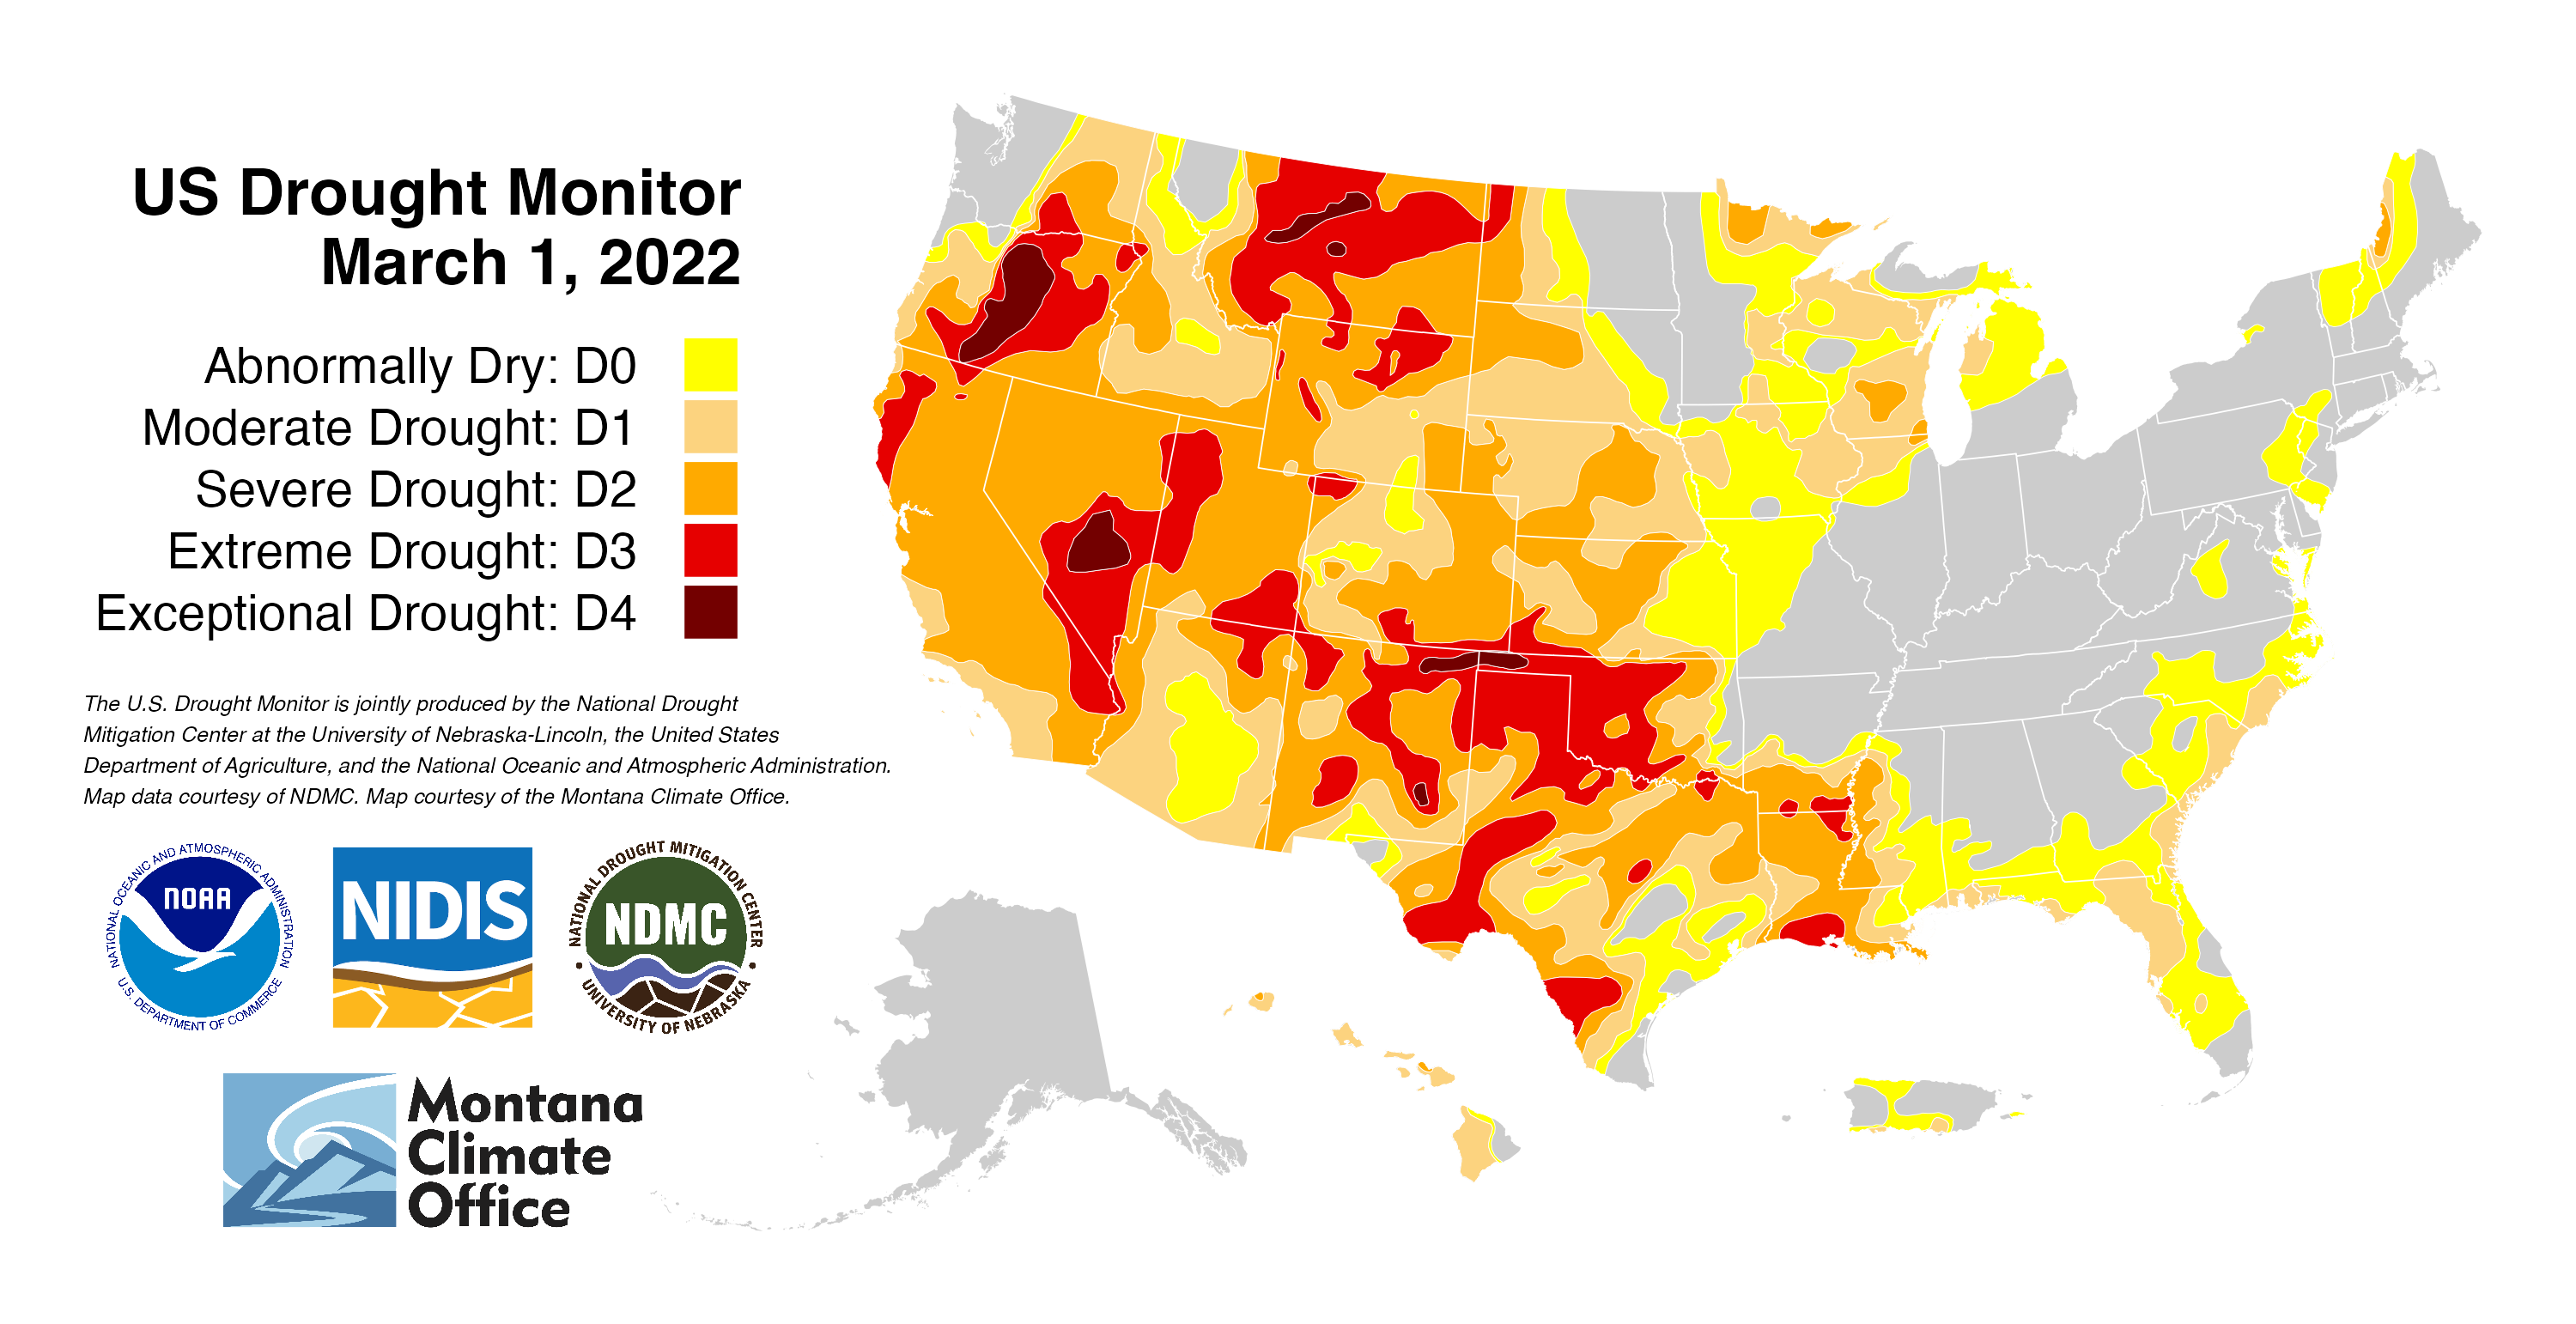 US Drought Monitor
March 1, 2022
Abnormally Dry: D0
Moderate Drought: D1
Severe Drought: D2
Extreme Drought: D3
Exceptional Drought: D4
The U.S. Drought Monitor is jointly produced by the National Drought
Mitigation Center at the University of Nebraska-Lincoln, the United States
Department of Agriculture, and the National Oceanic and Atmospheric Administration.
Map data courtesy of NDMC. Map courtesy of the Montana Climate Office.
NATIONAL OCEANIC AND ATMOSPHERIC ADMINISTRATION
NOAA
U.S. DEPARTMENT OF COMMERCE
NIDIS
NATIONAL DROUGHT MITIGATION CENTER
NDMC
UNIVERSITY OF NEBRASKA
Montana
Climate
Office